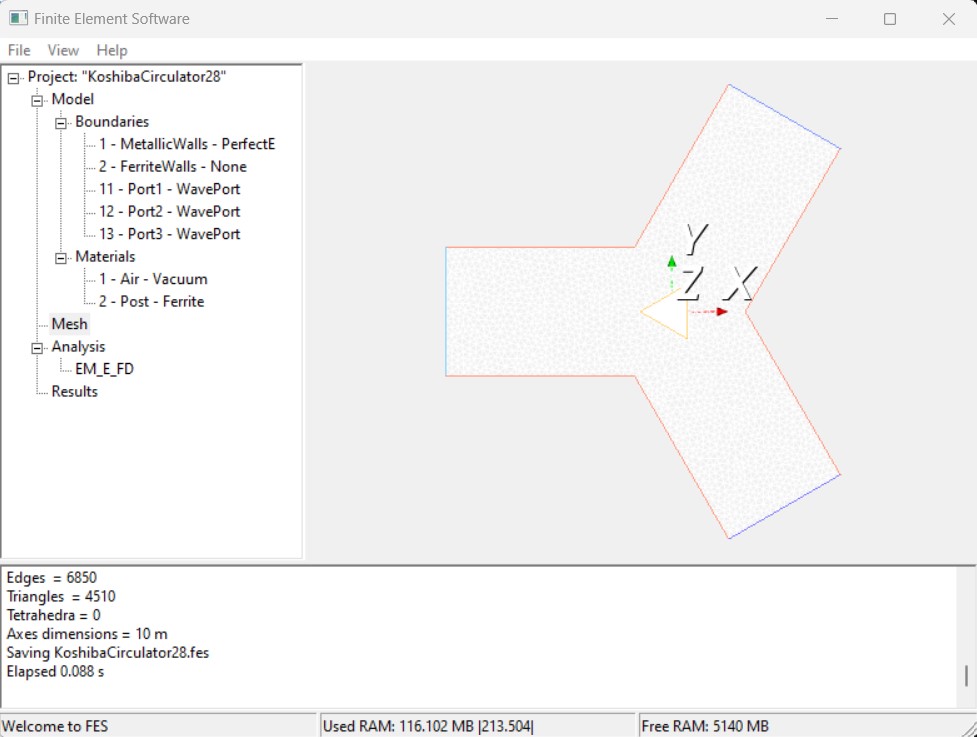 Finite Element Software
File View Help
Project: "KoshibaCirculator28"
Model
Boundaries
1 - MetallicWalls - PerfectE
2 - FerriteWalls - None
11 - Port1 - WavePort
12 - Port2 - WavePort
13 - Port3 - WavePort
Materials
1 - Air - Vacuum
2 - Post - Ferrite
Mesh
Analysis
EM_E_FD
Results
Y
Z X
Edges = 6850
Triangles = 4510
Tetrahedra = 0
Axes dimensions = 10 m
Saving KoshibaCirculator28.fes
Elapsed 0.088 s
Welcome to FES
Used RAM: 116.102 MB |213.504|
Free RAM: 5140 MB